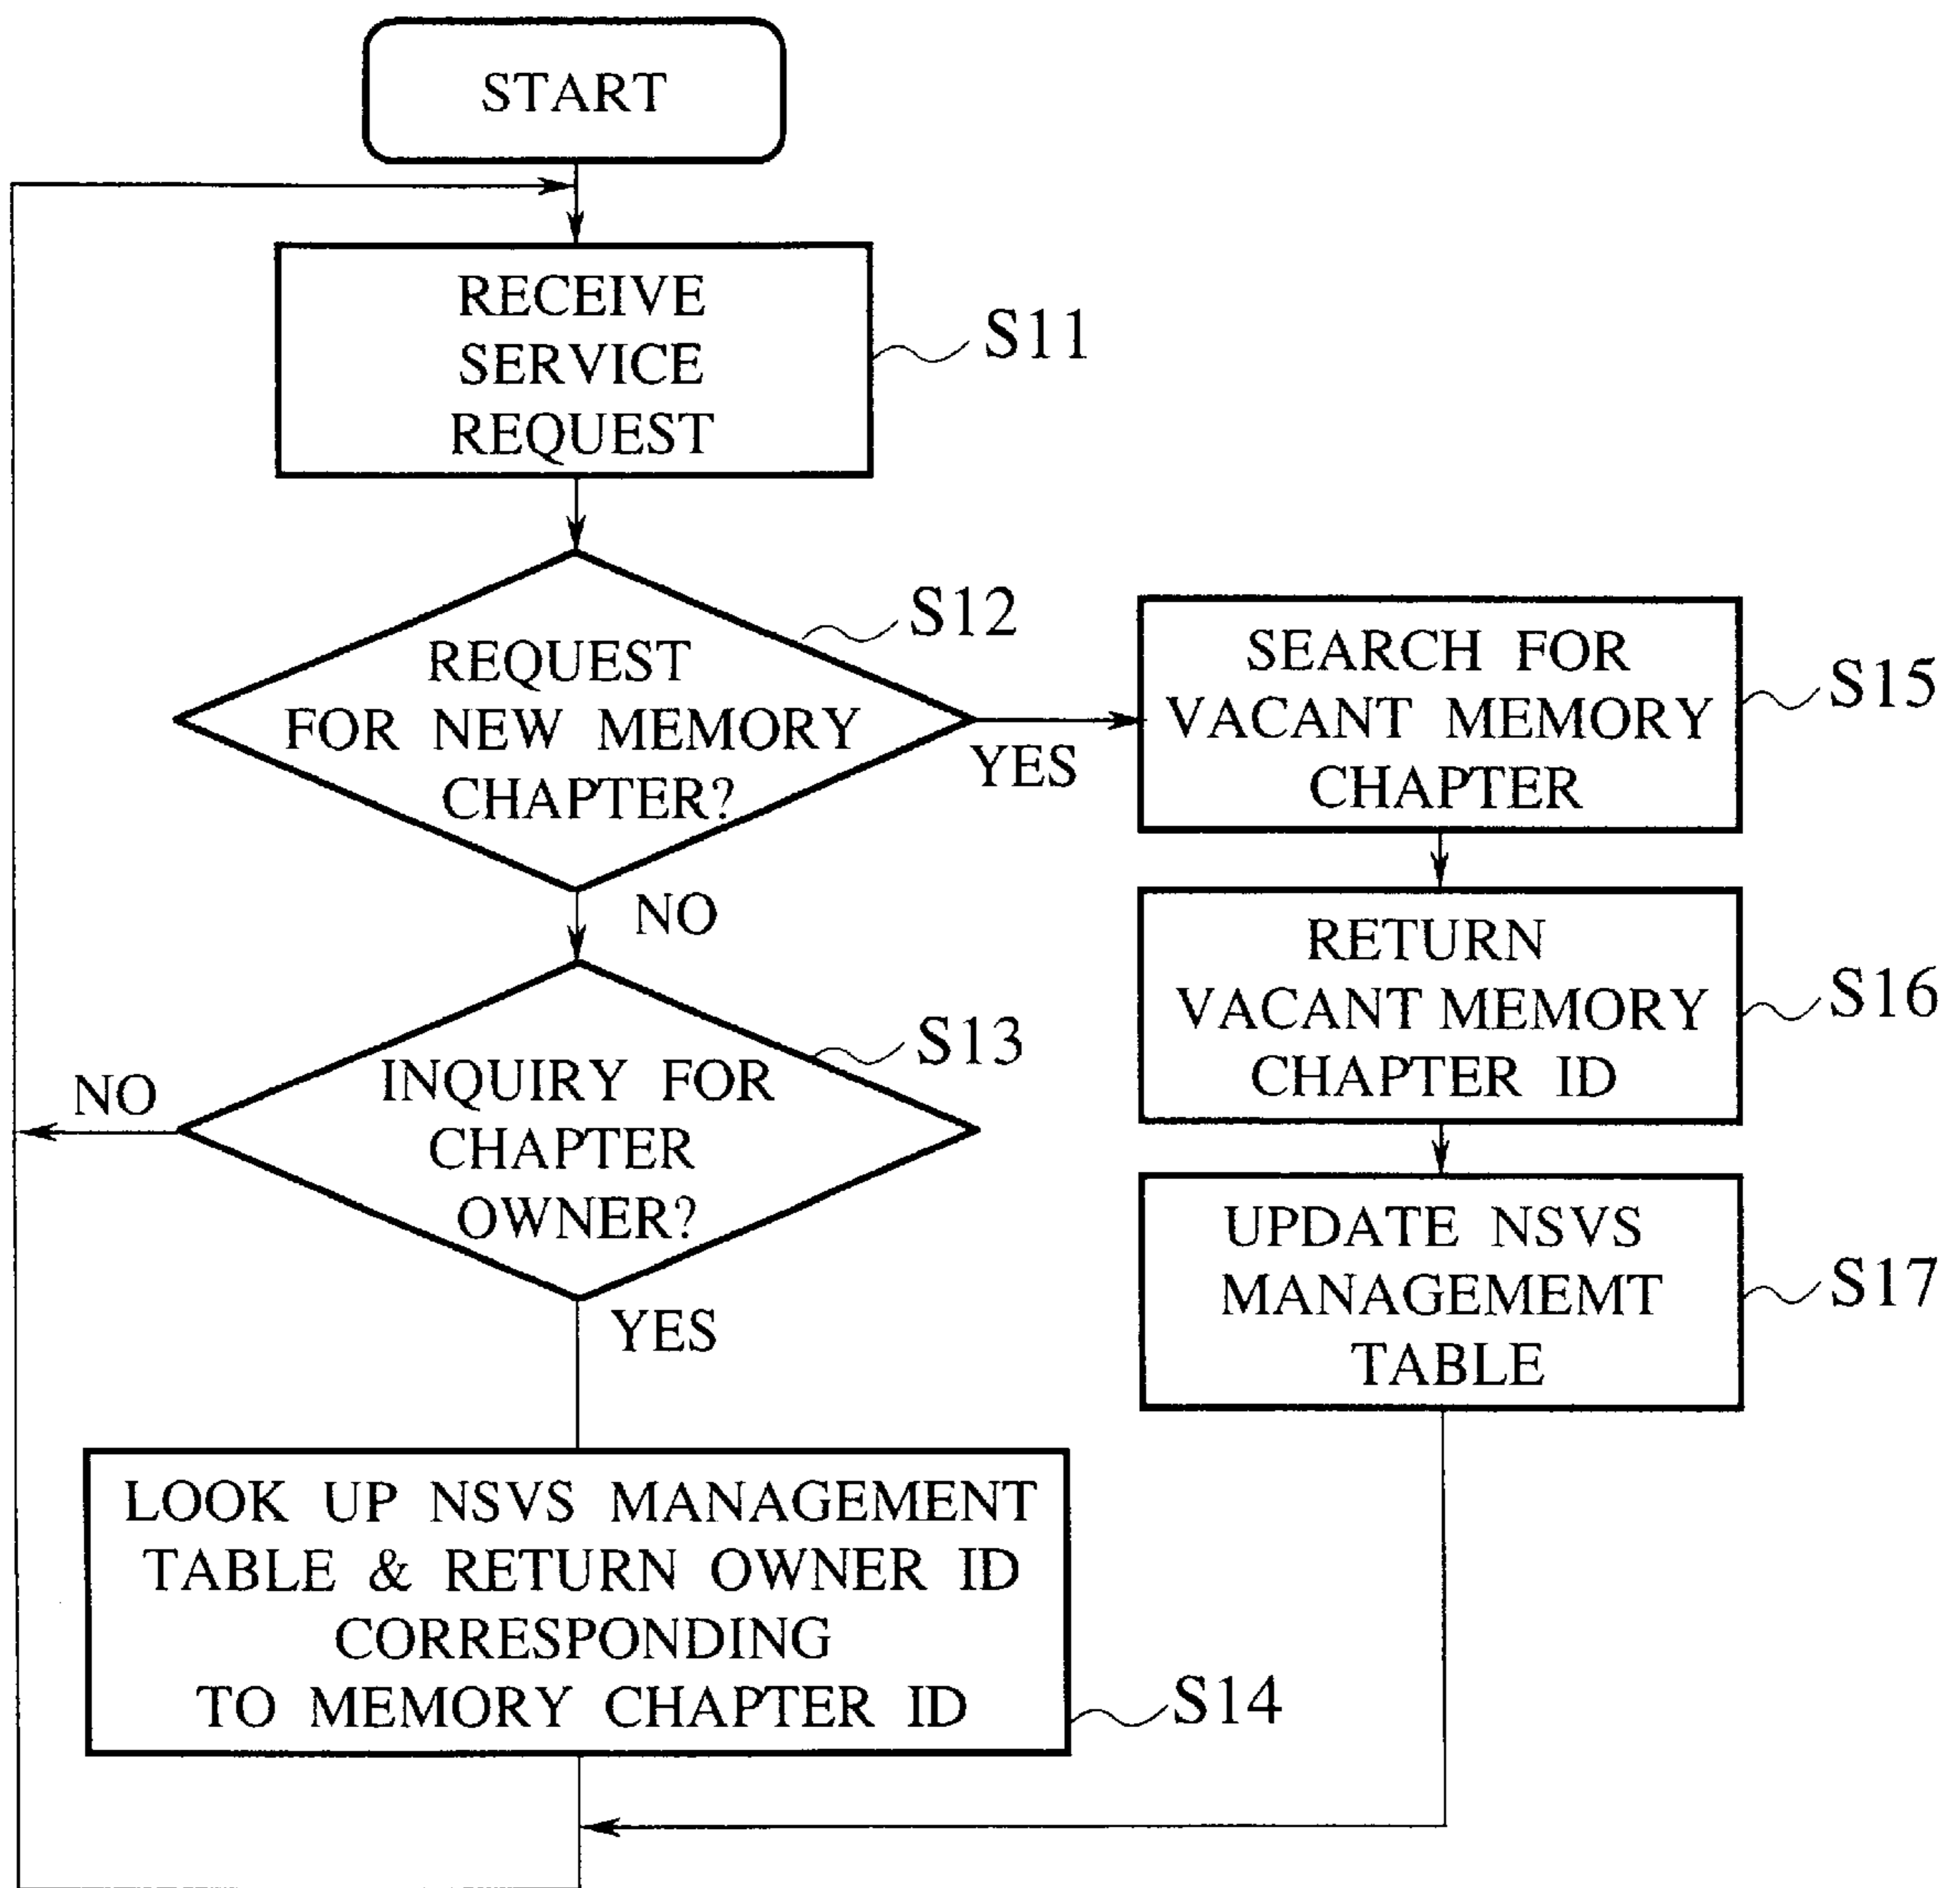 START
RECEIVE
SERVICE
REQUEST
S11
REQUEST
FOR NEW MEMORY
CHAPTER?
S12
YES
NO
SEARCH FOR
VACANT MEMORY
CHAPTER
S15
RETURN
VACANT MEMORY
CHAPTER ID
S16
UPDATE NSVS
MANAGEMEMT
TABLE
S17
INQUIRY FOR
CHAPTER
OWNER?
S13
NO
YES
LOOK UP NSVS MANAGEMENT
TABLE & RETURN OWNER ID
CORRESPONDING
TO MEMORY CHAPTER ID
S14